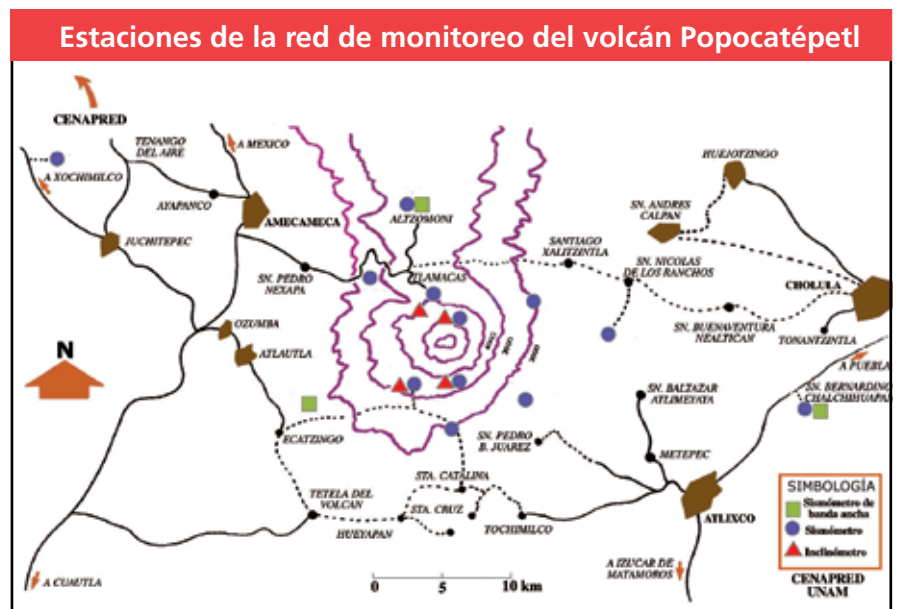 Estaciones de la red de monitoreo del volcán Popocatépetl
CENAPRED
TENANGO
DEL AIRE
A MEXICO
A XOCHIMILCO
AYAPANCO
AMECAMECA
JUCHITEPEC
SN. PEDRO
NEXAPA
ALTZOMONI
TLAMACAS
HUEJOTZINGO
SN. ANDRES
CALPAN
SANTIAGO
XALITZINTLA
SN. NICOLAS
DE LOS RANCHOS
CHOLULA
SN. BUENAVENTURA
NEALTICAN
TONANTZINTLA
OZUMBA
ATLAUTLA
N
A PUEBLA
SN. BERNARDINO
CHALCHIHUAPAN
SN. BALTAZAR
ATLIMEYAYA
ECATZINGO
SN. PEDRO
B. JUAREZ
METEPEC
STA. CATALINA
TETELA DEL
VOLCAN
STA. CRUZ
HUEYAPAN
TOCHIMILCO
ATLIXCO
SIMBOLOGÍA
Sismómetro de
banda ancha
Sismómetro
Inclinómetro
A CUAUTLA
0 5 10 km
A IZUCAR DE
MATAMOROS
CENAPRED
UNAM